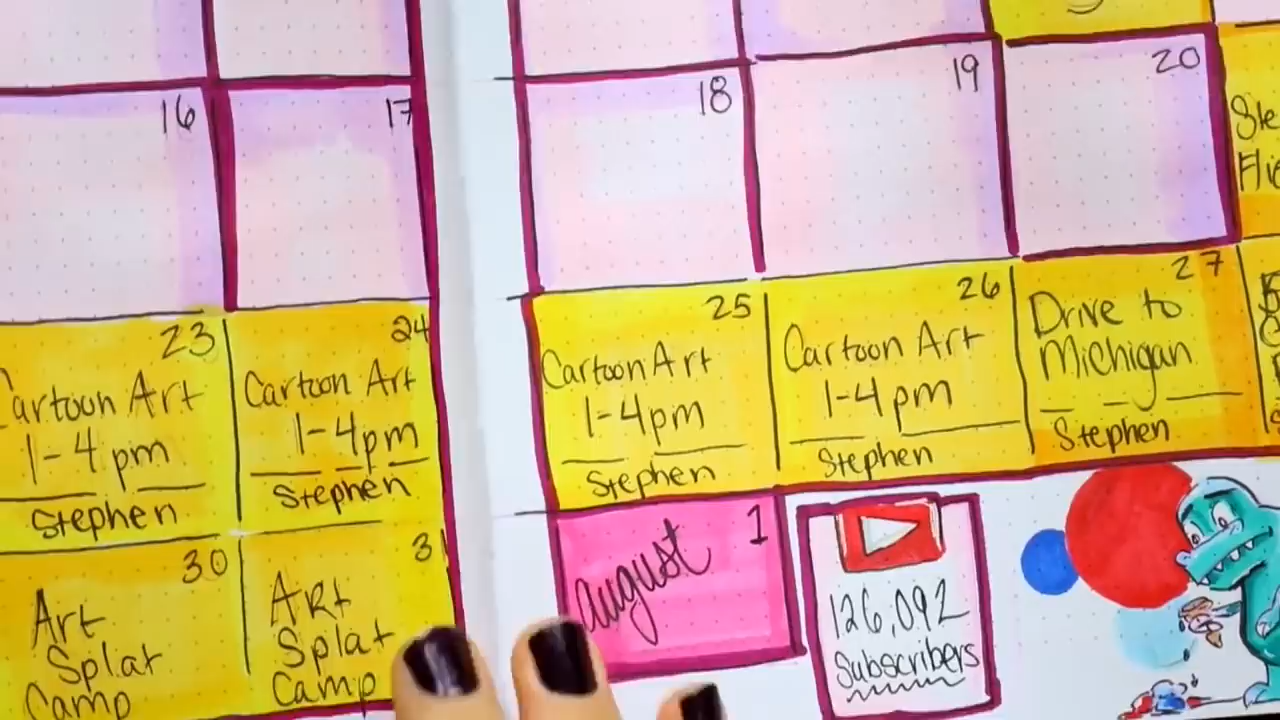 16
17
18
19
20
23
Cartoon Art
1-4 pm
Stephen
24
Cartoon Art
1-4pm
Stephen
25
Cartoon Art
1-4pm
Stephen
26
Cartoon Art
1-4 pm
Stephen
27
Drive to
Michigan
Stephen
30
Art
Splat
Camp
31
ART
Splat
Camp
1
august
126,092
Subscribers